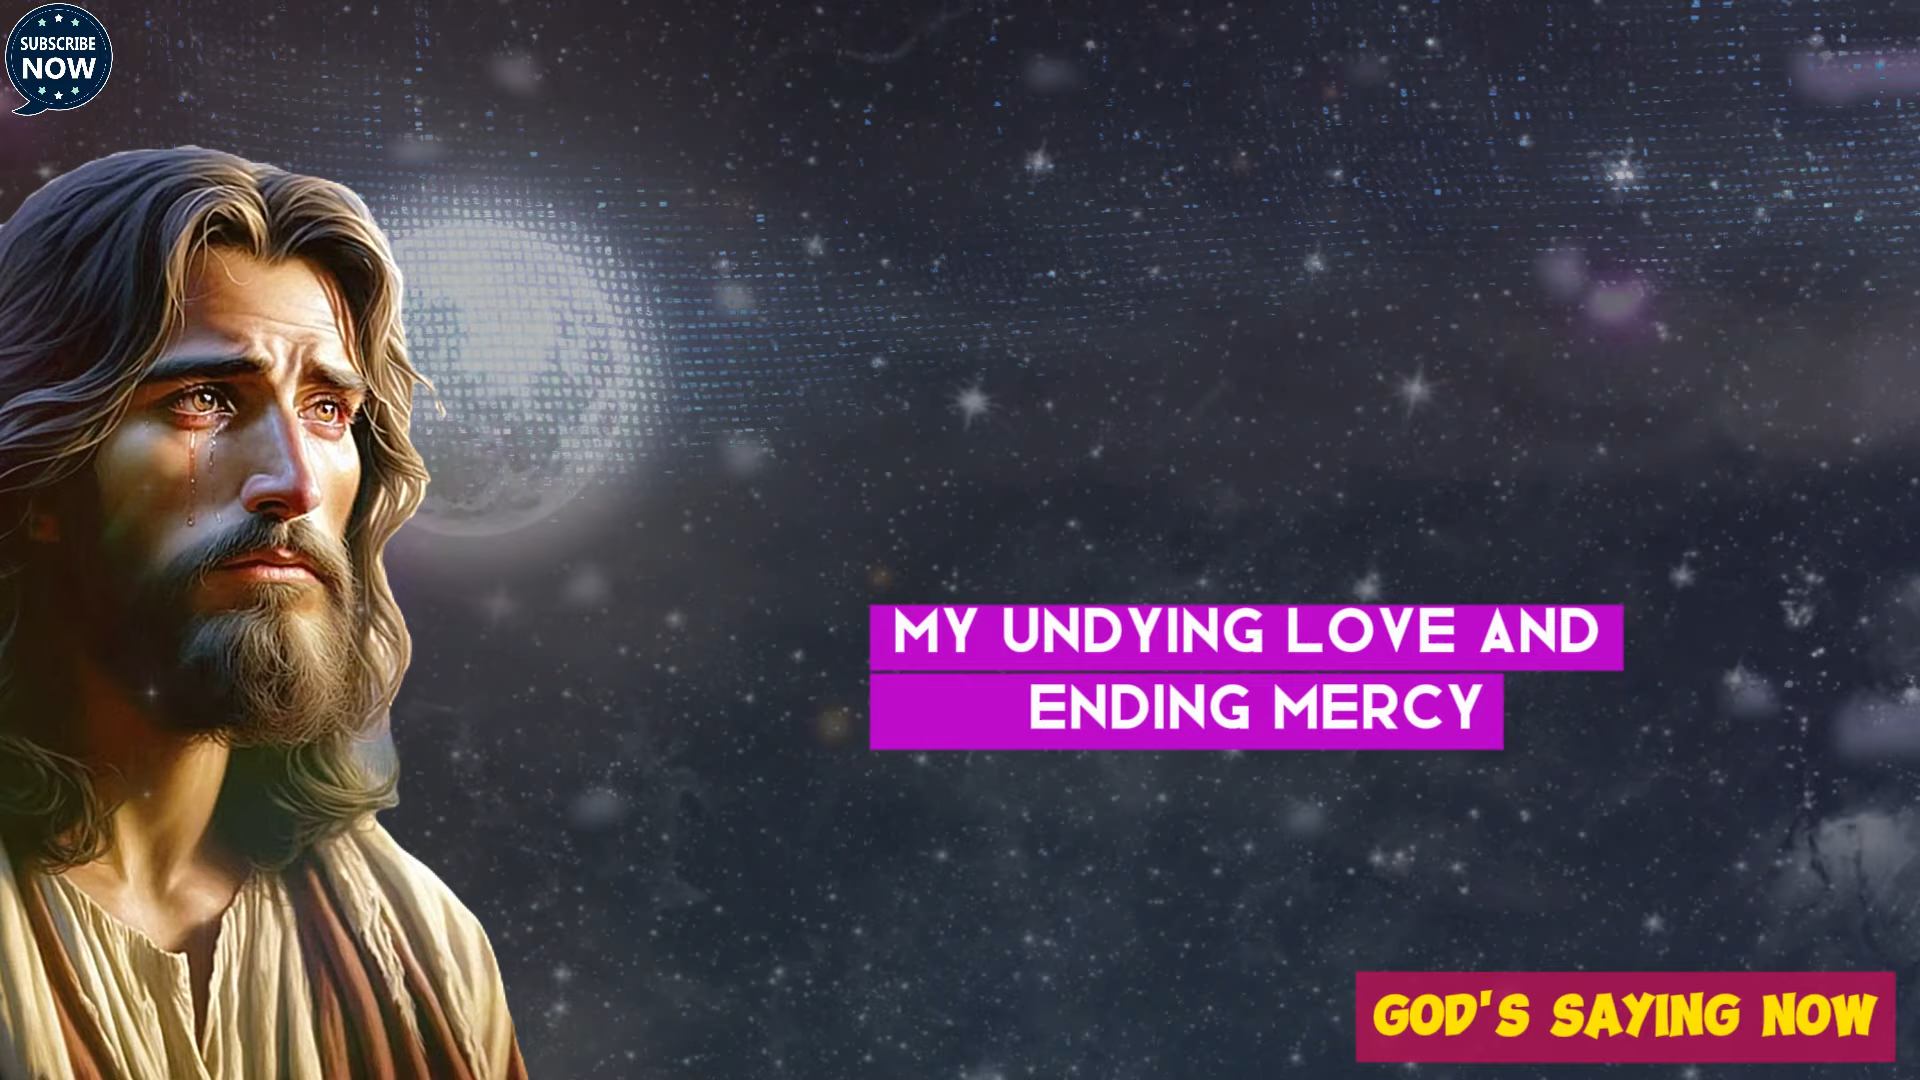 SUBSCRIBE
NOW
MY UNDYING LOVE AND
ENDING MERCY
GOD'S SAYING NOW